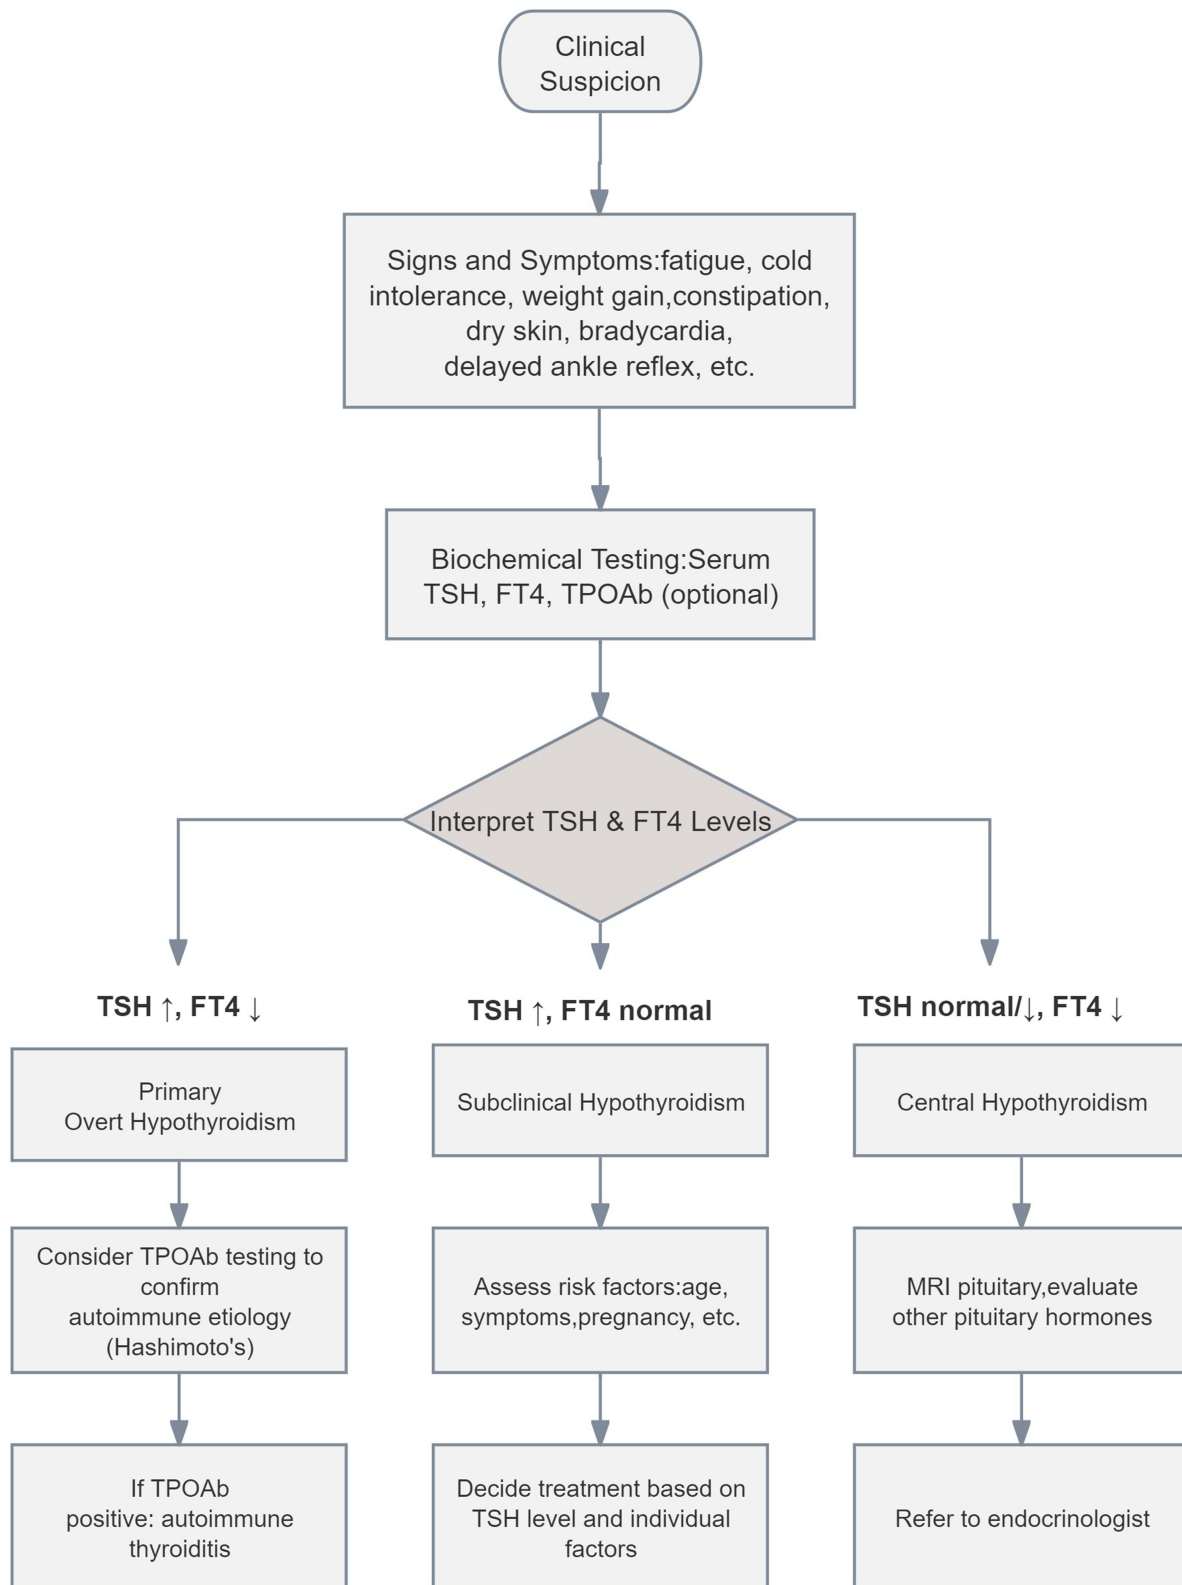 Clinical
Suspicion
Signs and Symptoms:fatigue, cold
intolerance, weight gain,constipation,
dry skin, bradycardia,
delayed ankle reflex, etc.
Biochemical Testing:Serum
TSH, FT4, TPOAb (optional)
Interpret TSH & FT4 Levels
TSH ↑, FT4 ↓
Primary
Overt Hypothyroidism
Consider TPOAb testing to
confirm
autoimmune etiology
(Hashimoto's)
If TPOAb
positive: autoimmune
thyroiditis
TSH ↑, FT4 normal
Subclinical Hypothyroidism
Assess risk factors:age,
symptoms,pregnancy, etc.
Decide treatment based on
TSH level and individual
factors
TSH normal/↓, FT4 ↓
Central Hypothyroidism
MRI pituitary,evaluate
other pituitary hormones
Refer to endocrinologist